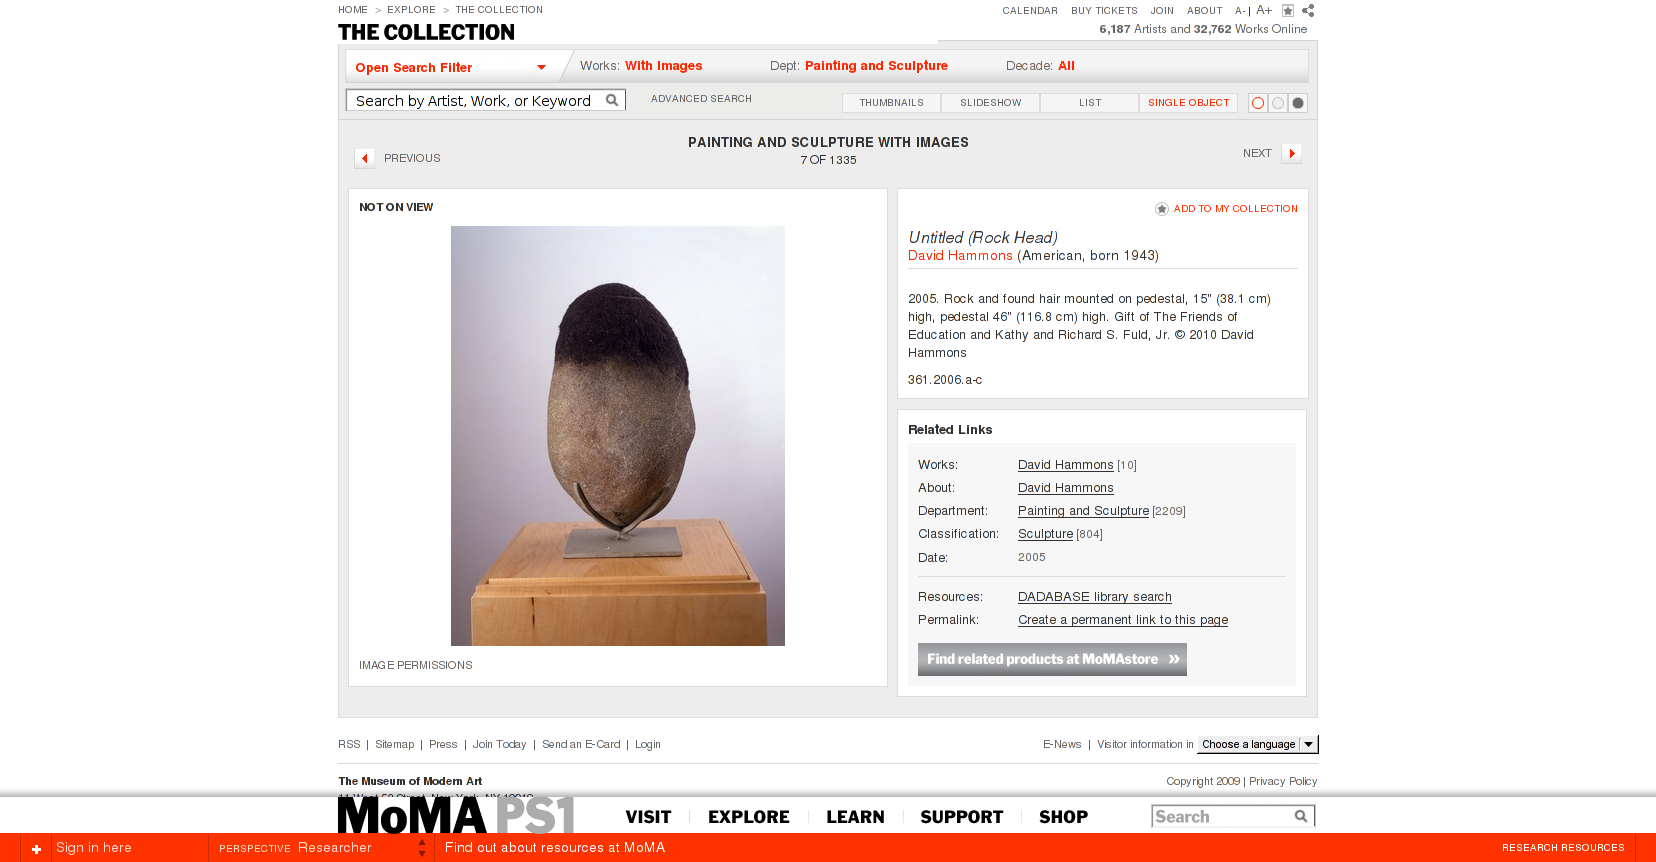 HOME > EXPLORE > THE COLLECTION
CALENDAR BUY TICKETS JOIN ABOUT A- | A+
THE COLLECTION
6,187 Artists and 32,762 Works Online
Open Search Filter
Works: With Images
Dept: Painting and Sculpture
Decade: All
Search by Artist, Work, or Keyword
ADVANCED SEARCH
THUMBNAILS SLIDESHOW LIST SINGLE OBJECT
PAINTING AND SCULPTURE WITH IMAGES
7 OF 1335
PREVIOUS
NEXT
NOT ON VIEW
IMAGE PERMISSIONS
ADD TO MY COLLECTION
Untitled (Rock Head)
David Hammons (American, born 1943)
2005. Rock and found hair mounted on pedestal, 15" (38.1 cm)
high, pedestal 46" (116.8 cm) high. Gift of The Friends of
Education and Kathy and Richard S. Fuld, Jr. © 2010 David
Hammons
361.2006.a-c
Related Links
Works: David Hammons [10]
About: David Hammons
Department: Painting and Sculpture [2209]
Classification: Sculpture [804]
Date: 2005
Resources: DADABASE library search
Permalink: Create a permanent link to this page
Find related products at MoMAstore »
RSS | Sitemap | Press | Join Today | Send an E-Card | Login
E-News | Visitor information in Choose a language
The Museum of Modern Art
Copyright 2009 | Privacy Policy
11 West 53 Street, New York, NY 10019
MoMA PS1
VISIT EXPLORE LEARN SUPPORT SHOP
Search
Sign in here
PERSPECTIVE Researcher
Find out about resources at MoMA
RESEARCH RESOURCES